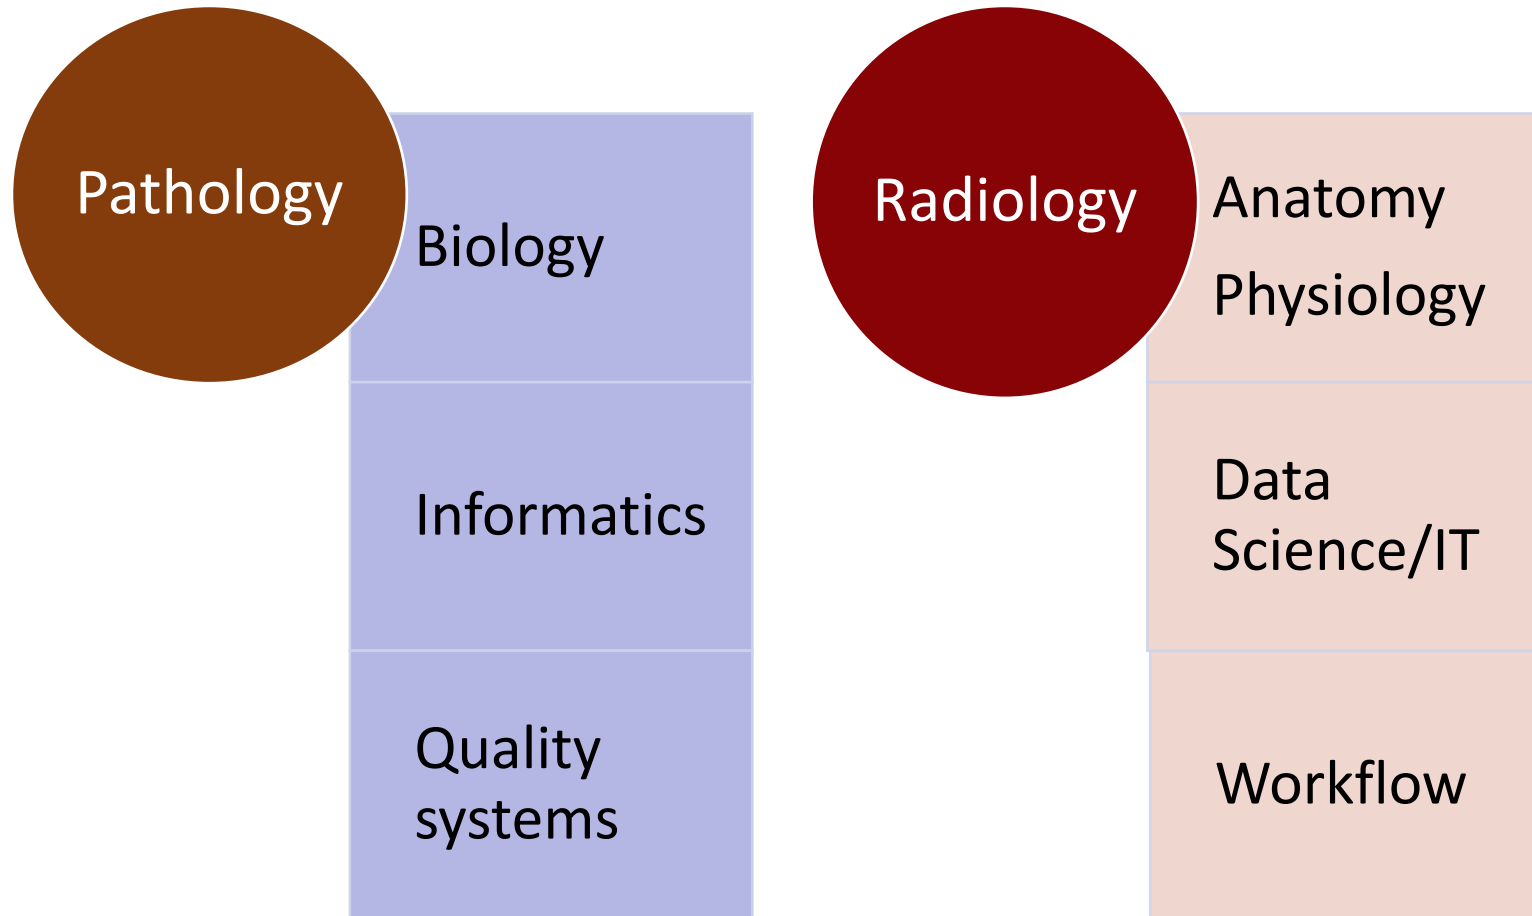 Pathology
Biology
Informatics
Quality
systems
Radiology
Anatomy
Physiology
Data
Science/IT
Workflow